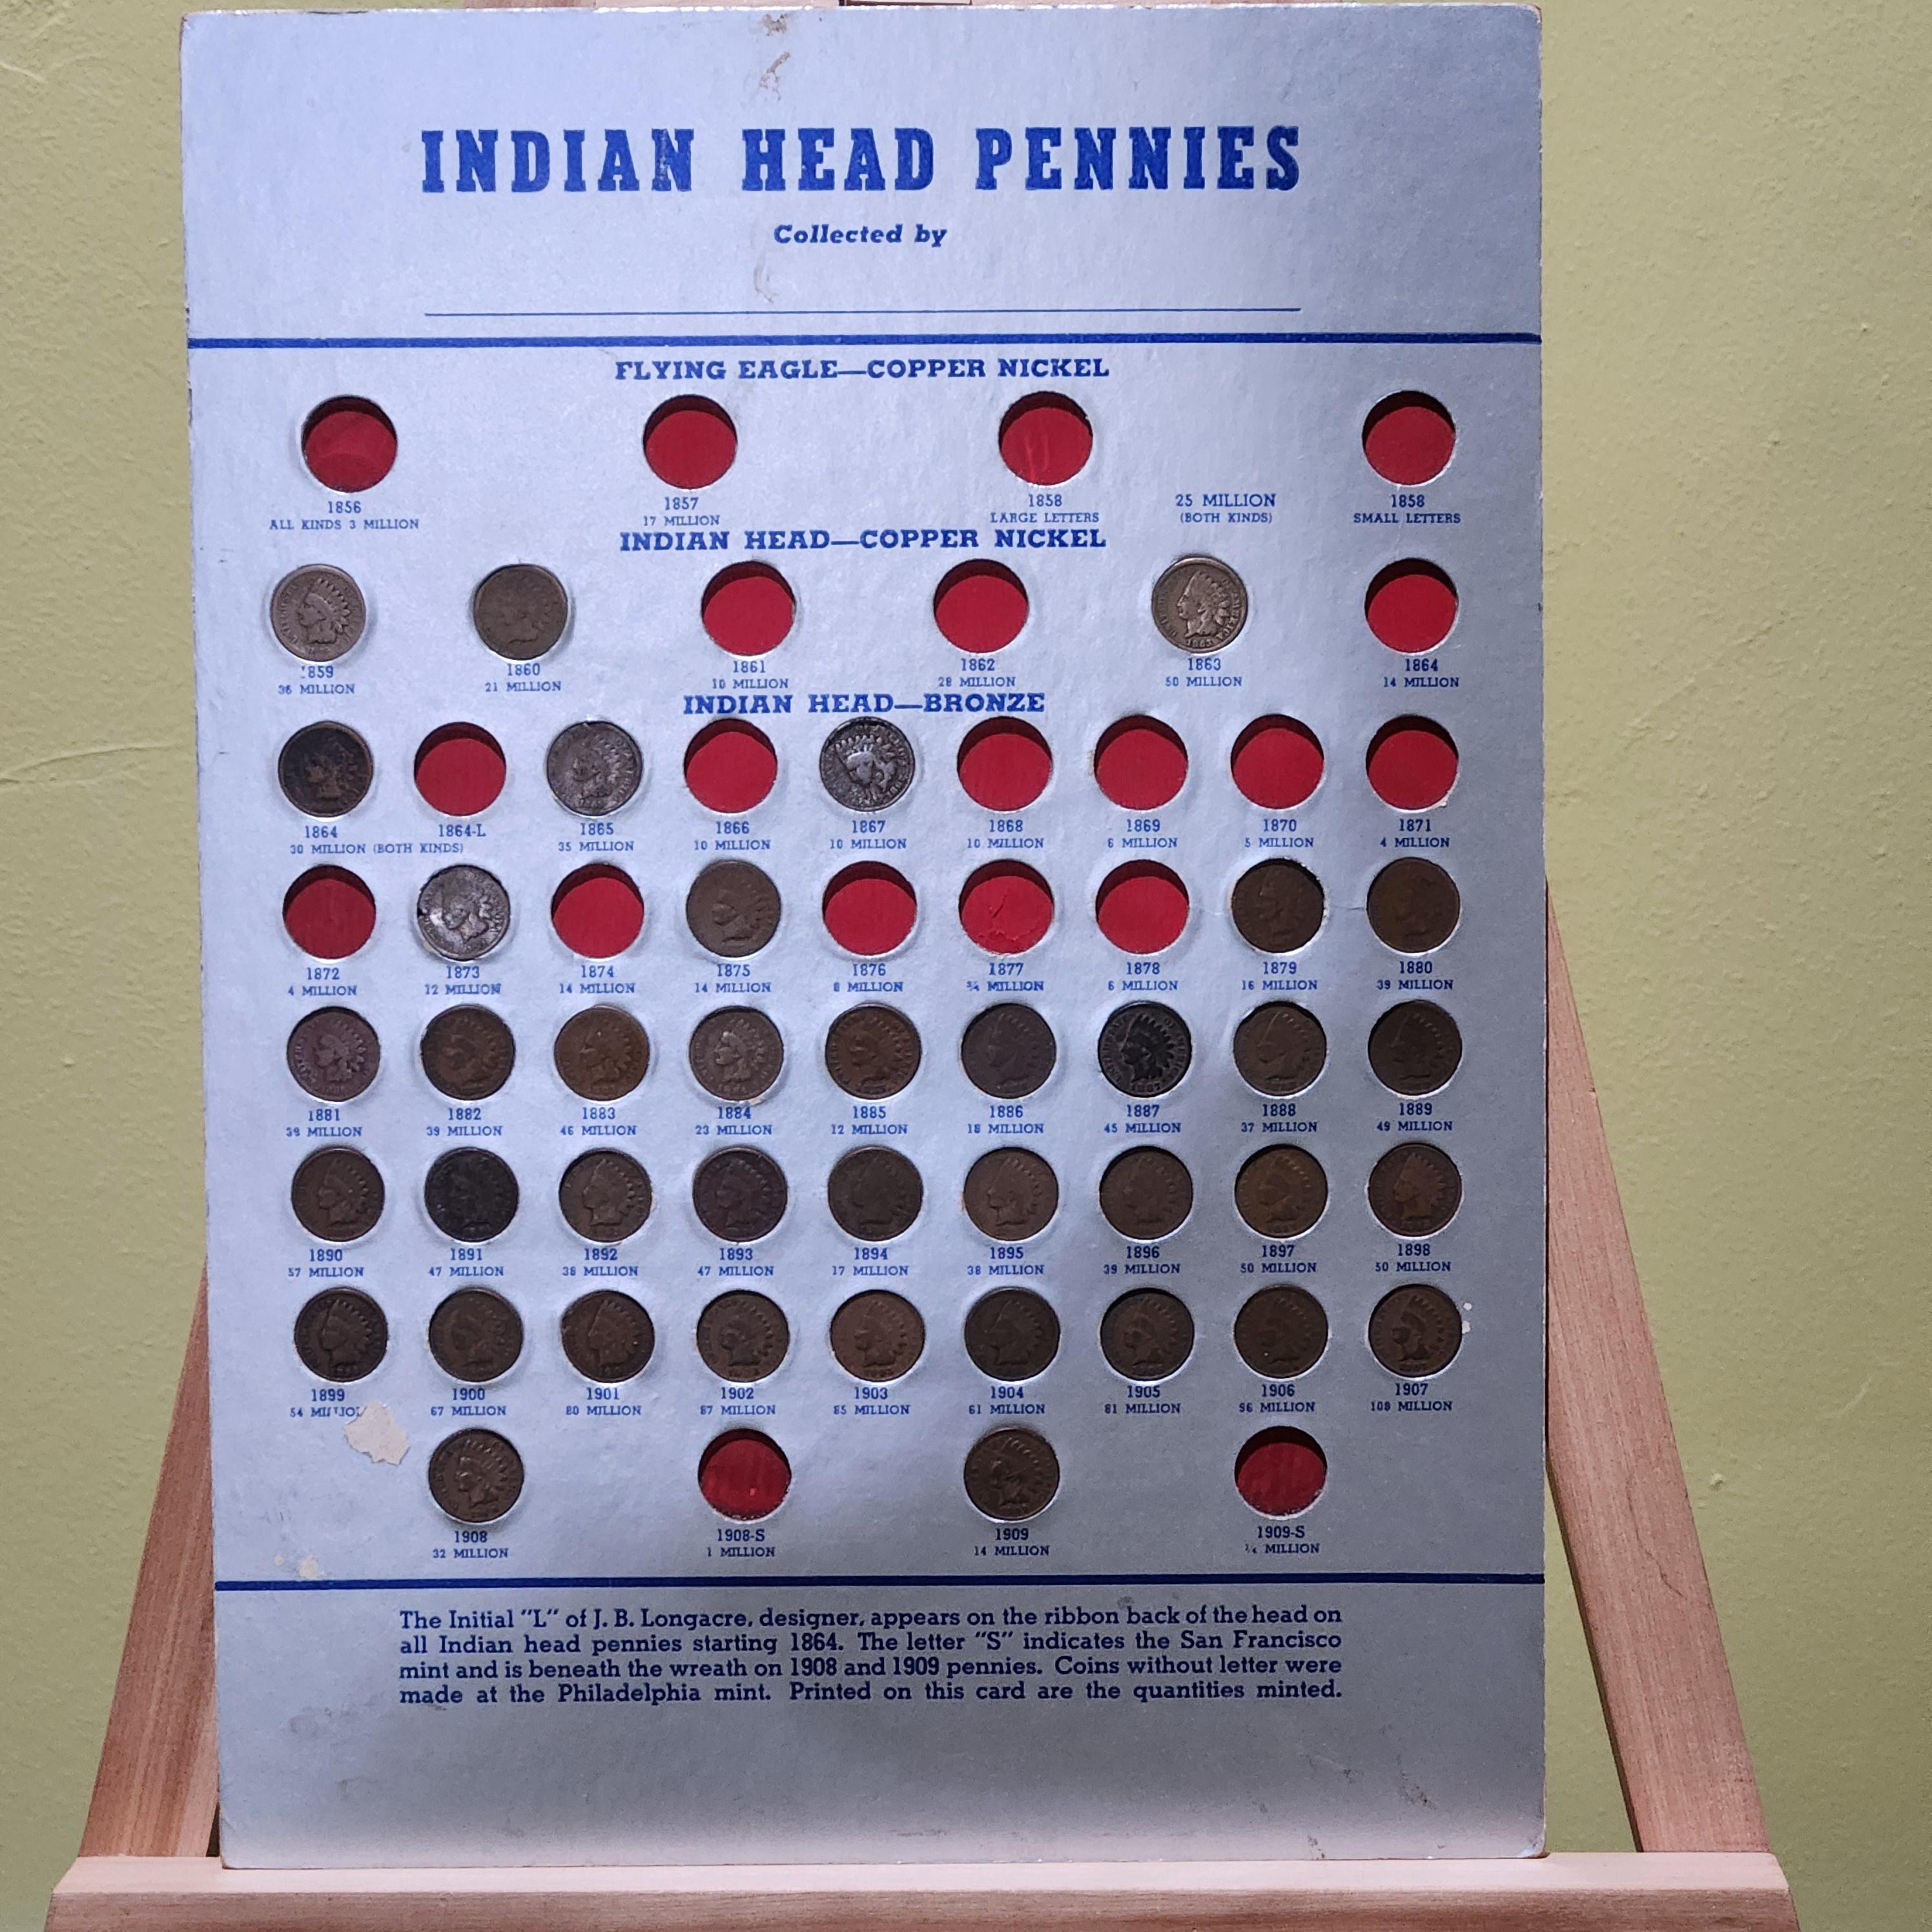 INDIAN HEAD PENNIES
Collected by
FLYING EAGLE—COPPER NICKEL
1856 1857 1858 25 MILLION 1858
ALL KINDS 3 MILLION 17 MILLION LARGE LETTERS (BOTH KINDS) SMALL LETTERS
INDIAN HEAD—COPPER NICKEL
1859 1860 1861 1862 1863 1864
36 MILLION 21 MILLION 10 MILLION 28 MILLION 50 MILLION 14 MILLION
INDIAN HEAD—BRONZE
1864 1864-L 1865 1866 1867 1868 1869 1870 1871
30 MILLION (BOTH KINDS) 35 MILLION 10 MILLION 10 MILLION 10 MILLION 6 MILLION 5 MILLION 4 MILLION
1872 1873 1874 1875 1876 1877 1878 1879 1880
4 MILLION 12 MILLION 14 MILLION 14 MILLION 8 MILLION MILLION 6 MILLION 16 MILLION 39 MILLION
1881 1882 1883 1884 1885 1886 1887 1888 1889
39 MILLION 39 MILLION 46 MILLION 23 MILLION 12 MILLION 18 MILLION 45 MILLION 37 MILLION 49 MILLION
1890 1891 1892 1893 1894 1895 1896 1897 1898
57 MILLION 47 MILLION 38 MILLION 47 MILLION 17 MILLION 38 MILLION 39 MILLION 50 MILLION 50 MILLION
1899 1900 1901 1902 1903 1904 1905 1906 1907
54 MILLION 67 MILLION 80 MILLION 87 MILLION 85 MILLION 61 MILLION 81 MILLION 96 MILLION 108 MILLION
1908 1908-S 1909 1909-S
32 MILLION 1 MILLION 14 MILLION ¼ MILLION
The Initial "L" of J. B. Longacre, designer, appears on the ribbon back of the head on
all Indian head pennies starting 1864. The letter "S" indicates the San Francisco
mint and is beneath the wreath on 1908 and 1909 pennies. Coins without letter were
made at the Philadelphia mint. Printed on this card are the quantities minted.